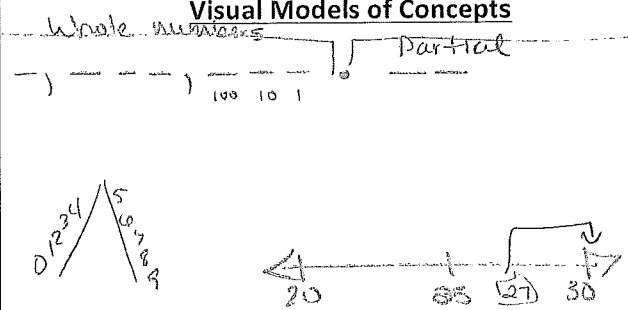 Visual Models of Concepts
Whole numbers
Partial
_ , _ _ _ , _ _ _ . _ _
100 10 1
0 1 2 3 4 5 6 7 8 9
20 25 27 30